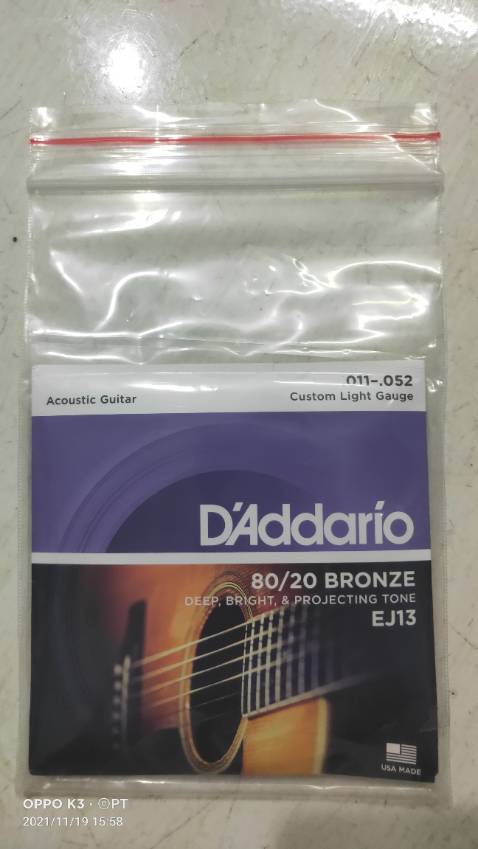 011-.052
Acoustic Guitar
Custom Light Gauge
D'Addario
80/20 BRONZE
DEEP, BRIGHT, & PROJECTING TONE
EJ13
USA MADE
OPPO K3 · ©PT
2021/11/19 15:58